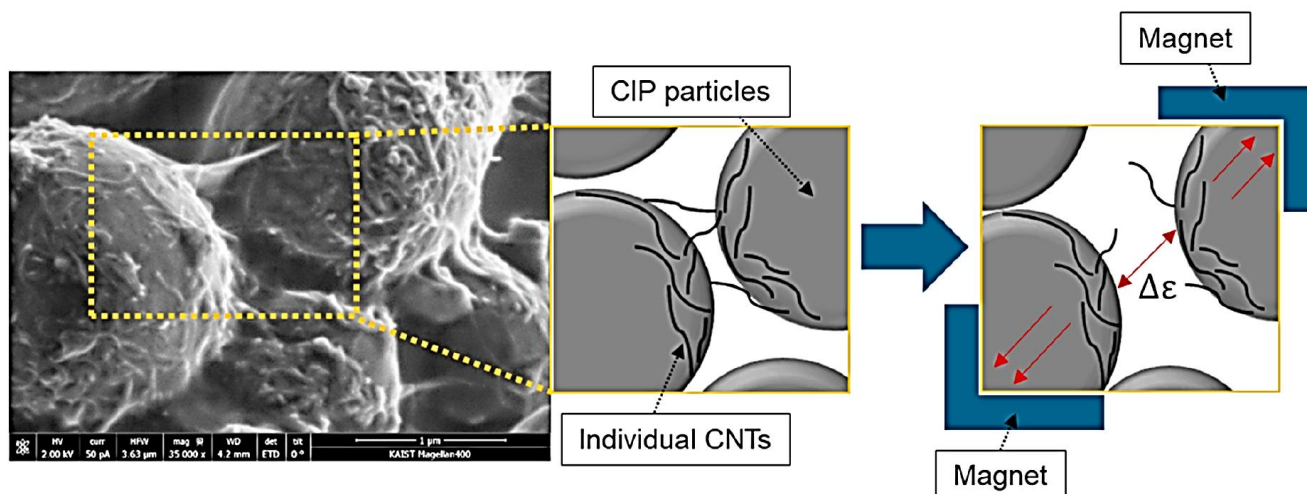 Magnet
CIP particles
Δε
HV curr HFW mag WD det tilt
2.00 kV 50 pA 3.63 µm 35 000 x 4.2 mm ETD 0 °
1 µm
KAIST Magellan400
Individual CNTs
Magnet